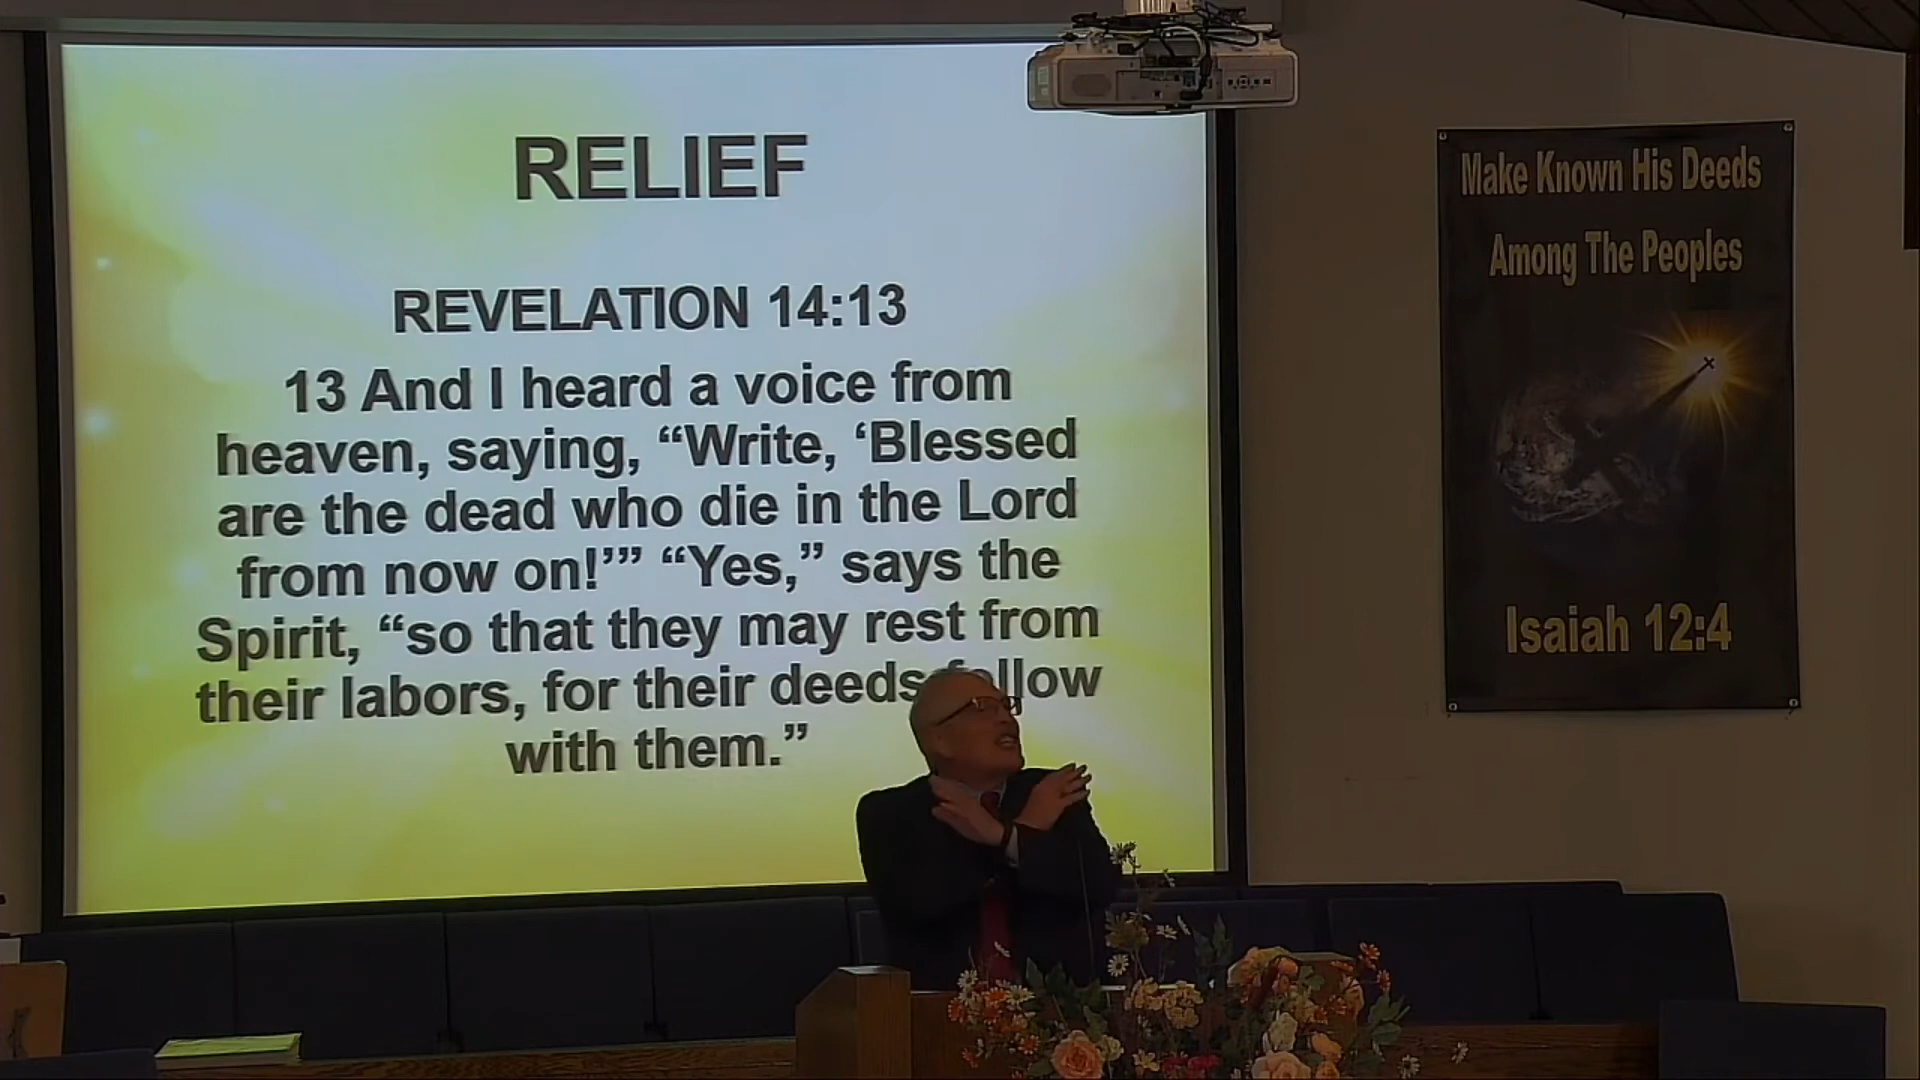 RELIEF
REVELATION 14:13
13 And I heard a voice from
heaven, saying, “Write, ‘Blessed
are the dead who die in the Lord
from now on!’” “Yes,” says the
Spirit, “so that they may rest from
their labors, for their deeds follow
with them.”
Make Known His Deeds
Among The Peoples
Isaiah 12:4